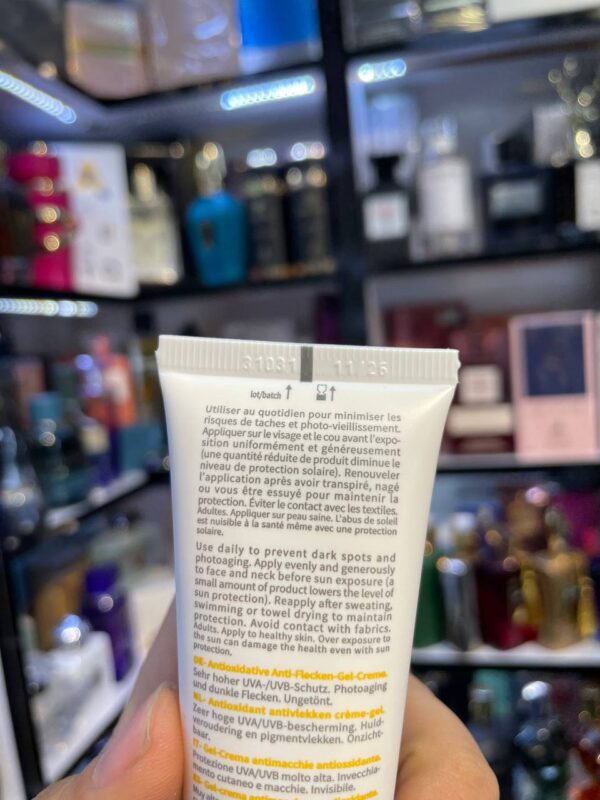 31031 11/26
lot/batch
Utiliser au quotidien pour minimiser les
risques de taches et photo-vieillissement.
Appliquer sur le visage et le cou avant l'expo-
sition uniformément et généreusement
(une quantité réduite de produit diminue le
niveau de protection solaire). Renouveler
l'application après avoir transpiré, nagé
ou vous être essuyé pour maintenir la
protection. Éviter le contact avec les textiles.
Adultes. Appliquer sur peau saine. L'abus de soleil
est nuisible à la santé même avec une protection
solaire.
Use daily to prevent dark spots and
photoaging. Apply evenly and generously
to face and neck before sun exposure (a
small amount of product lowers the level of
sun protection). Reapply after sweating,
swimming or towel drying to maintain
protection. Avoid contact with fabrics.
Adults. Apply to healthy skin. Over exposure to
the sun can damage the health even with sun
protection.
DE- Antioxidative Anti-Flecken-Gel-Creme.
Sehr hoher UVA-/UVB-Schutz. Photoaging
und dunkle Flecken. Ungetönt.
NL- Antioxidant antivlekken crème-gel.
Zeer hoge UVA/UVB-bescherming. Huid-
veroudering en pigmentvlekken. Onzicht-
baar.
IT- Gel-Crema antimacchie antiossidante.
Protezione UVA/UVB molto alta. Invecchia-
mento cutaneo e macchie. Invisibile.
ES- Gel-crema
Muy